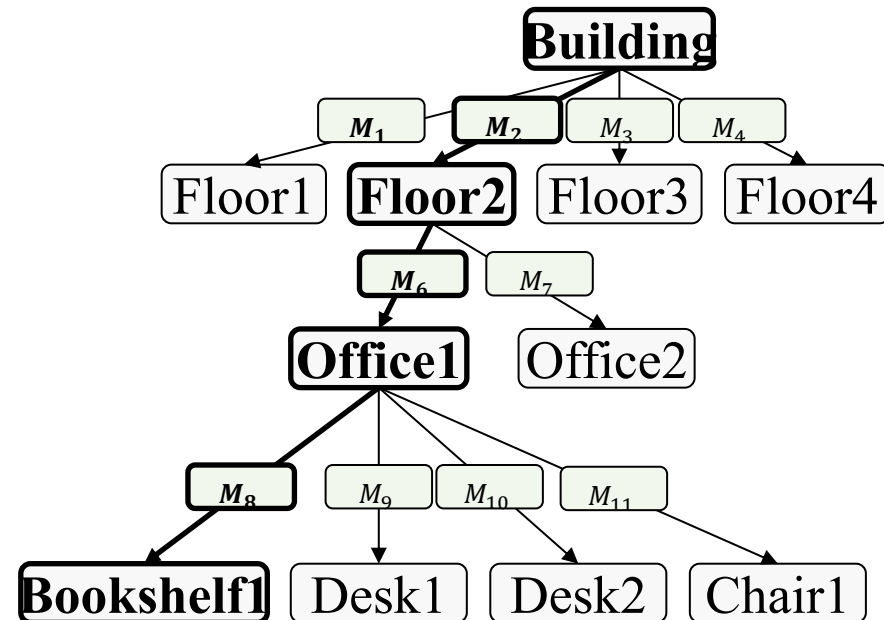 Building
M₁ M₂ M₃ M₄
Floor1 Floor2 Floor3 Floor4
M₆ M₇
Office1 Office2
M₈ M₉ M₁₀ M₁₁
Bookshelf1 Desk1 Desk2 Chair1